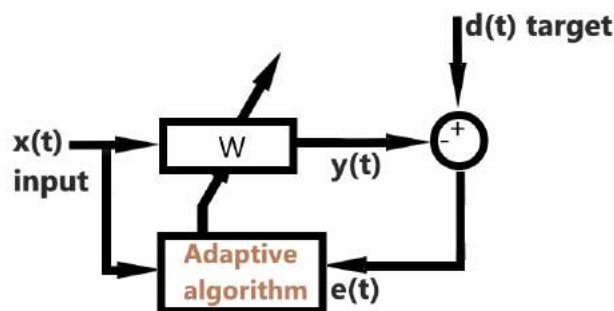 d(t) target
+
-
x(t)
input
W
y(t)
Adaptive
algorithm
e(t)